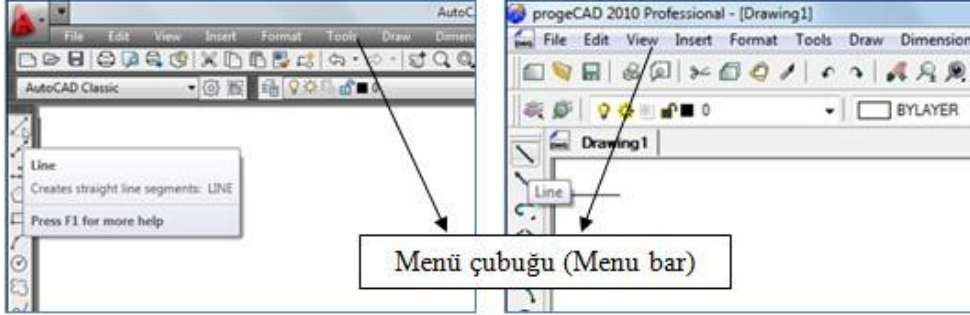 AutoC
File Edit View Insert Format Tools Draw Dimen
AutoCAD Classic
0
Line
Creates straight line segments: LINE
Press F1 for more help
progeCAD 2010 Professional - [Drawing1]
File Edit View Insert Format Tools Draw Dimension
0 BYLAYER
Drawing1
Line
Menü çubuğu (Menu bar)